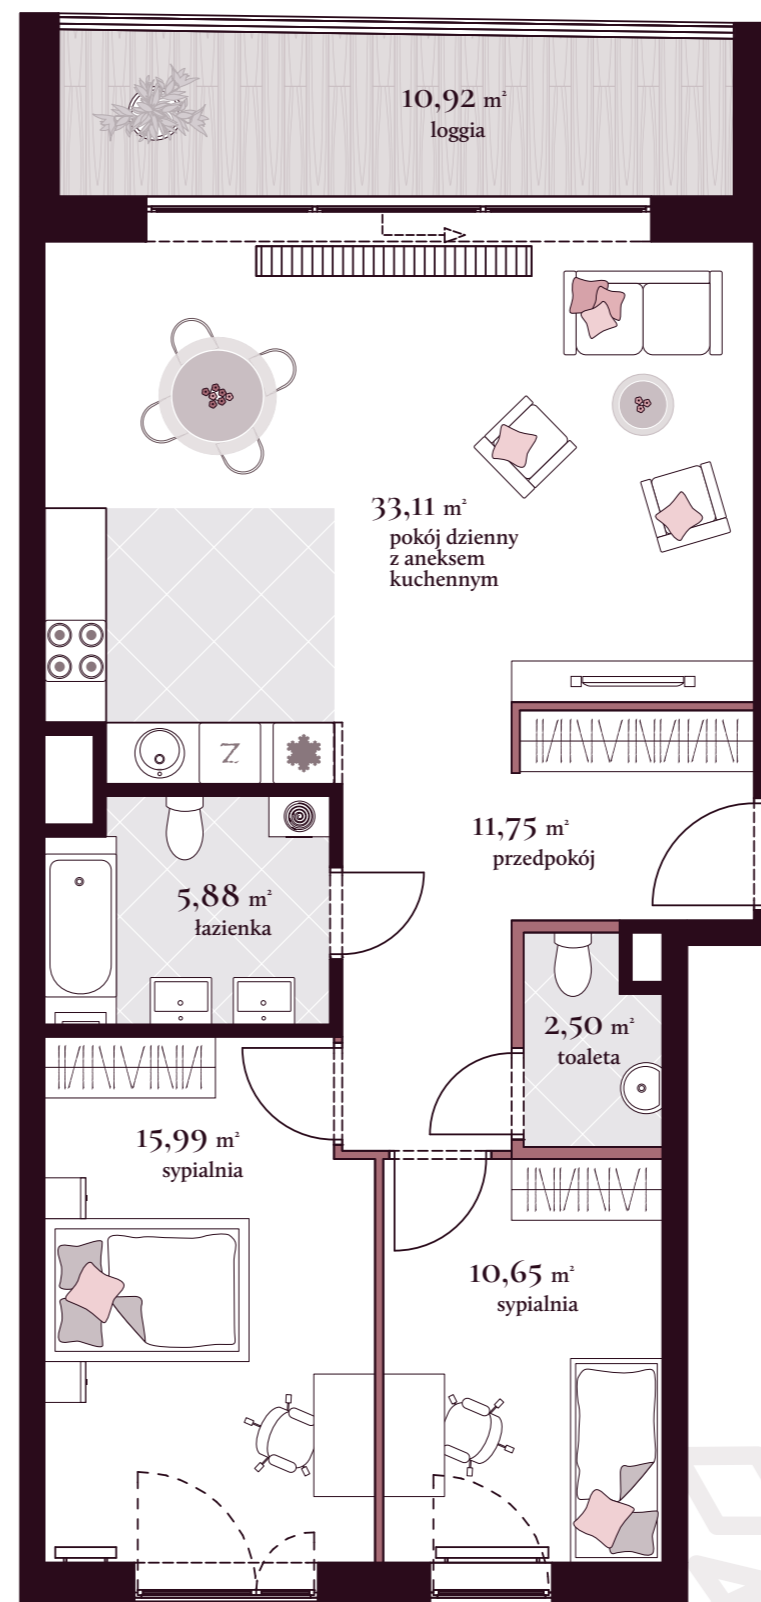 10,92 m²
loggia
33,11 m²
pokój dzienny
z aneksem
kuchennym
Z
11,75 m²
przedpokój
5,88 m²
łazienka
2,50 m²
toaleta
15,99 m²
sypialnia
10,65 m²
sypialnia